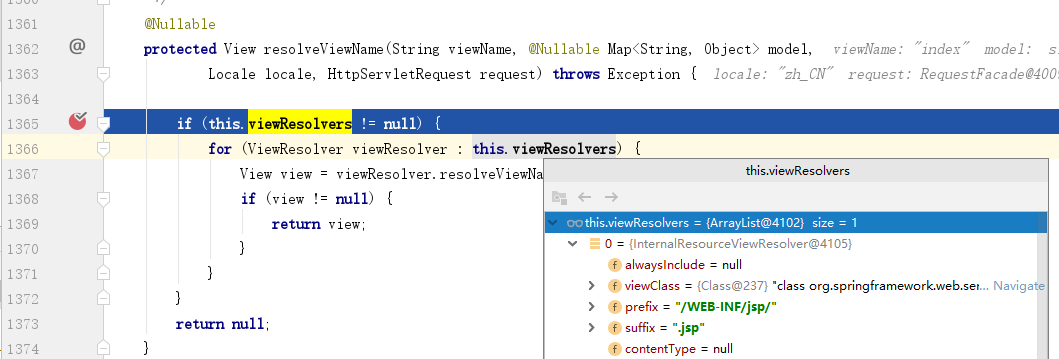 1360 */
1361 @Nullable
1362 @ protected View resolveViewName(String viewName, @Nullable Map<String, Object> model, viewName: "index" model:
1363 Locale locale, HttpServletRequest request) throws Exception { locale: "zh_CN" request: RequestFacade@4009
1364
1365 if (this.viewResolvers != null) {
1366 for (ViewResolver viewResolver : this.viewResolvers) {
1367 View view = viewResolver.resolveViewNa
1368 if (view != null) {
1369 return view;
1370 }
1371 }
1372 }
1373 return null;
1374 }
this.viewResolvers
this.viewResolvers = {ArrayList@4102} size = 1
0 = {InternalResourceViewResolver@4105}
alwaysInclude = null
viewClass = {Class@237} "class org.springframework.web.ser... Navigate
prefix = "/WEB-INF/jsp/"
suffix = ".jsp"
contentType = null